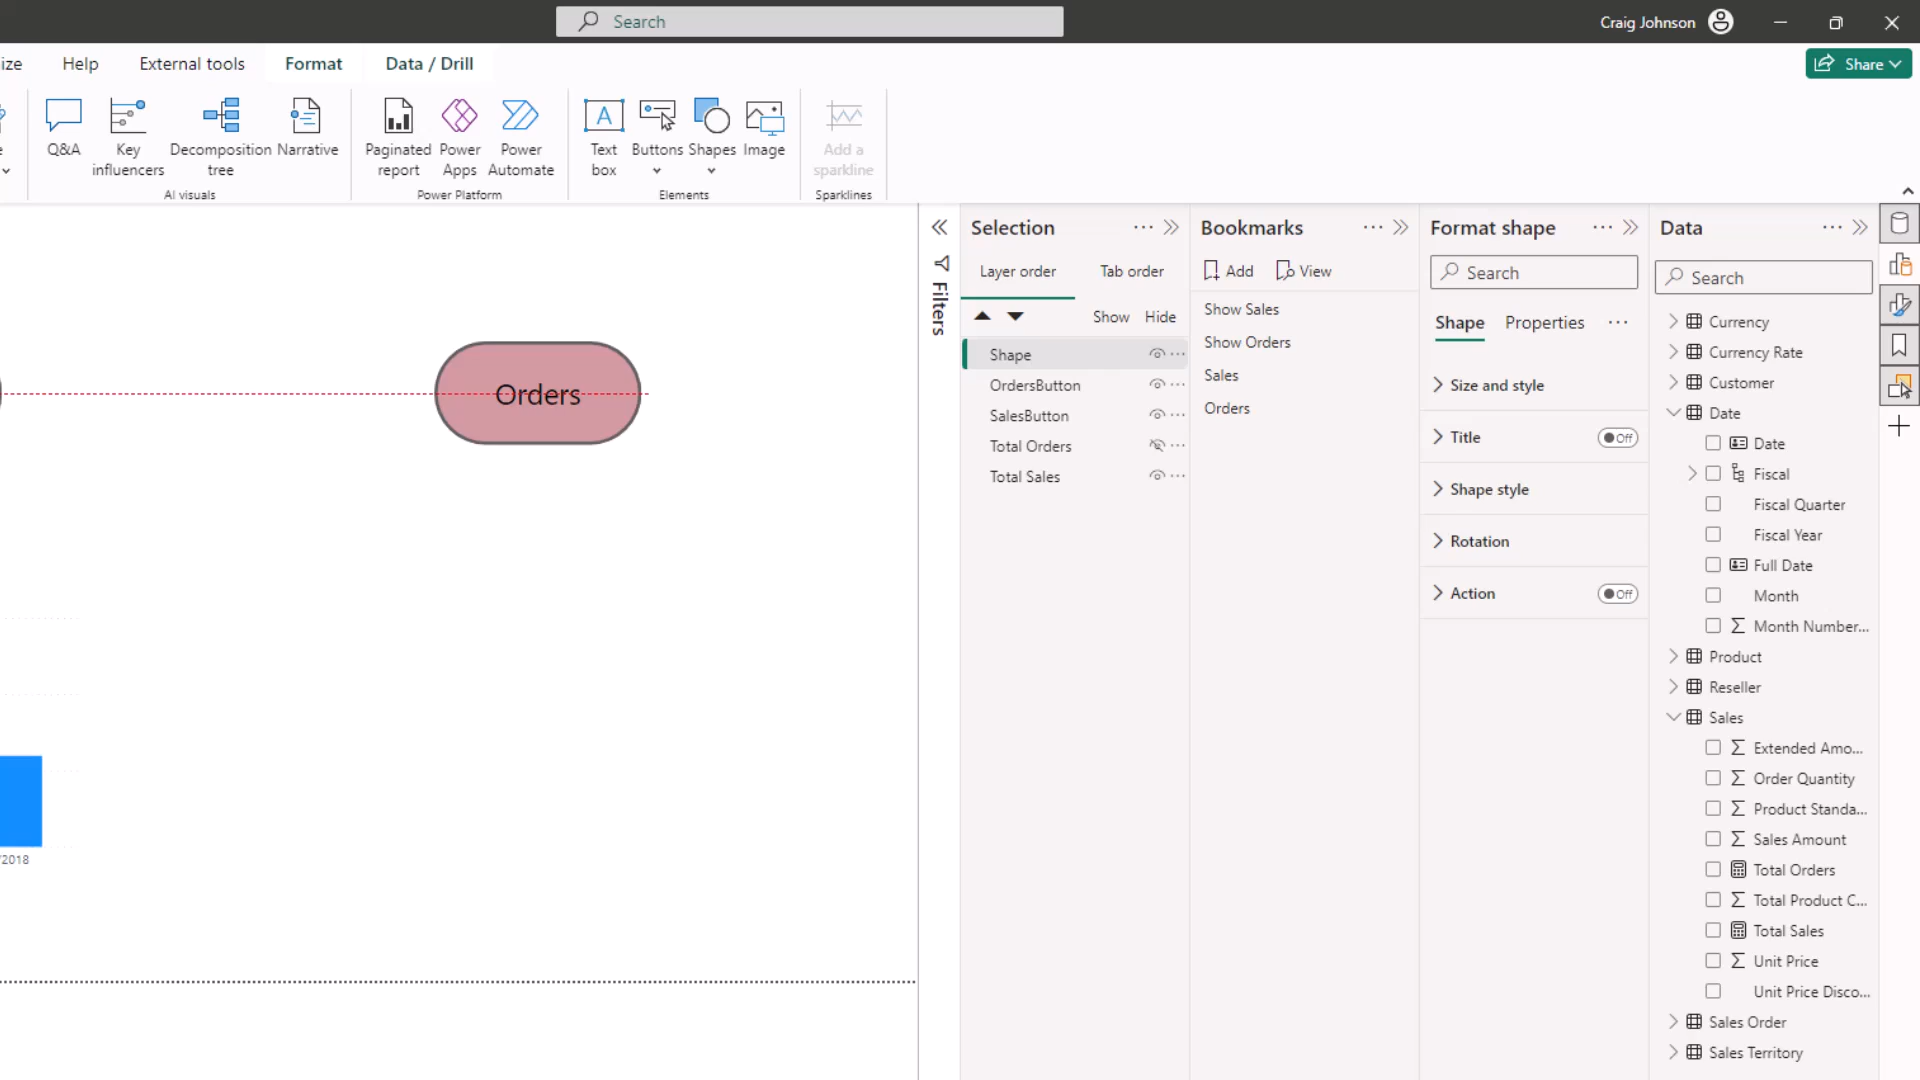 Search
Craig Johnson
ize
Help
External tools
Format
Data / Drill
Share
e
Q&A
Key
influencers
Decomposition
tree
Narrative
AI visuals
Paginated
report
Power
Apps
Power
Automate
Power Platform
Text
box
Buttons
Shapes
Image
Elements
Add a
sparkline
Sparklines
Orders
/2018
Filters
Selection
Layer order
Tab order
Show
Hide
Shape
OrdersButton
SalesButton
Total Orders
Total Sales
Bookmarks
Add
View
Show Sales
Show Orders
Sales
Orders
Format shape
Search
Shape
Properties
Size and style
Title
Off
Shape style
Rotation
Action
Off
Data
Search
Currency
Currency Rate
Customer
Date
Date
Fiscal
Fiscal Quarter
Fiscal Year
Full Date
Month
Month Number...
Product
Reseller
Sales
Extended Amo...
Order Quantity
Product Standa...
Sales Amount
Total Orders
Total Product C...
Total Sales
Unit Price
Unit Price Disco...
Sales Order
Sales Territory